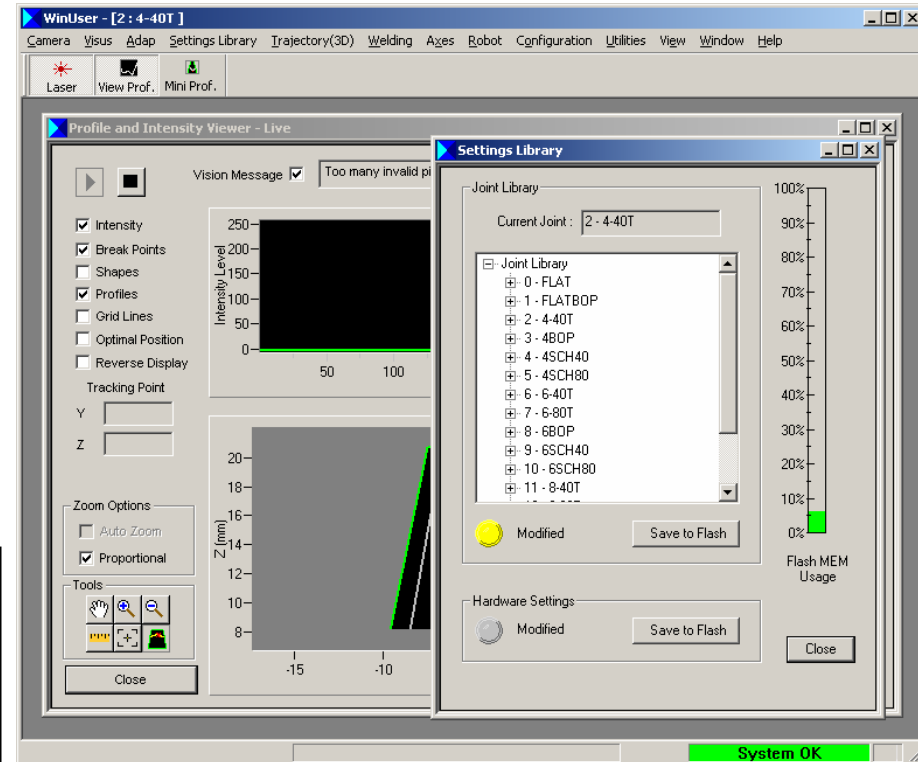 WinUser - [2 : 4-40T ]
Camera Visus Adap Settings Library Trajectory(3D) Welding Axes Robot Configuration Utilities View Window Help
Laser View Prof. Mini Prof.
Profile and Intensity Viewer - Live
Vision Message Too many invalid pi
Intensity
Break Points
Shapes
Profiles
Grid Lines
Optimal Position
Reverse Display
Tracking Point
Y
Z
Zoom Options
Auto Zoom
Proportional
Tools
Close
Intensity Level
250
200
150
100
50
0
50 100
Z (mm)
20
18
16
14
12
10
8
-15 -10
Settings Library
Joint Library
Current Joint : 2 - 4-40T
Joint Library
0 - FLAT
1 - FLATBOP
2 - 4-40T
3 - 4BOP
4 - 4SCH40
5 - 4SCH80
6 - 6-40T
7 - 6-80T
8 - 6BOP
9 - 6SCH40
10 - 6SCH80
11 - 8-40T
Modified Save to Flash
Hardware Settings
Modified Save to Flash
100%
90%
80%
70%
60%
50%
40%
30%
20%
10%
0%
Flash MEM
Usage
Close
System OK